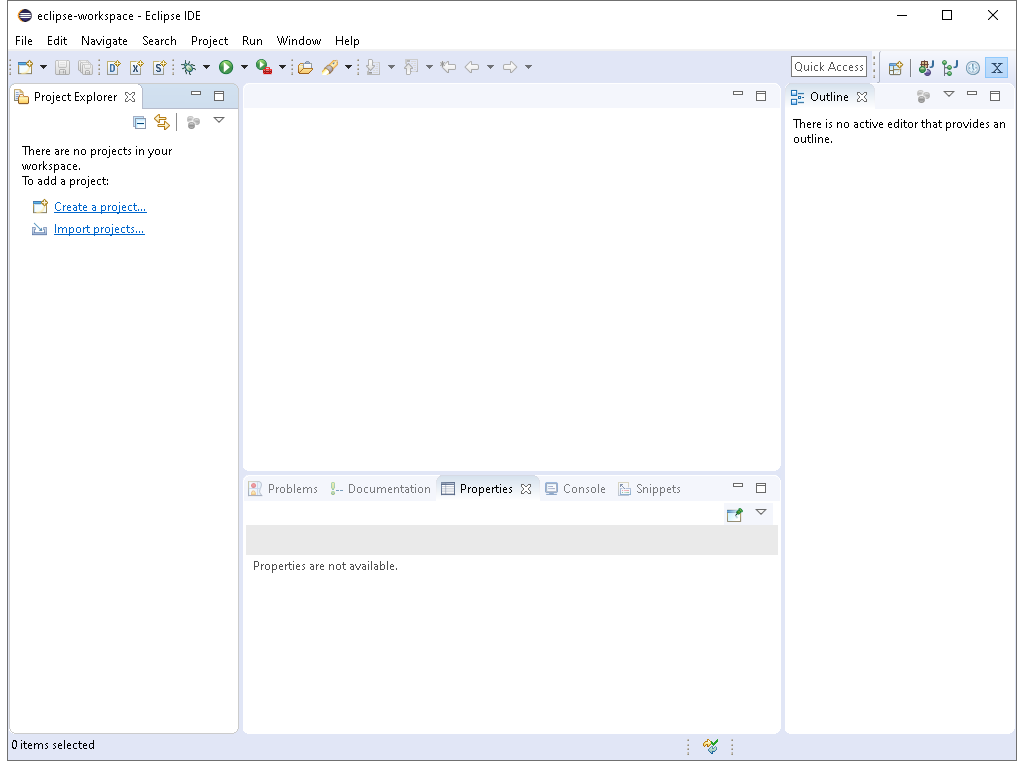 eclipse-workspace - Eclipse IDE
File Edit Navigate Search Project Run Window Help
Quick Access
Project Explorer
There are no projects in your
workspace.
To add a project:
Create a project...
Import projects...
Outline
There is no active editor that provides an
outline.
Problems Documentation Properties Console Snippets
Properties are not available.
0 items selected